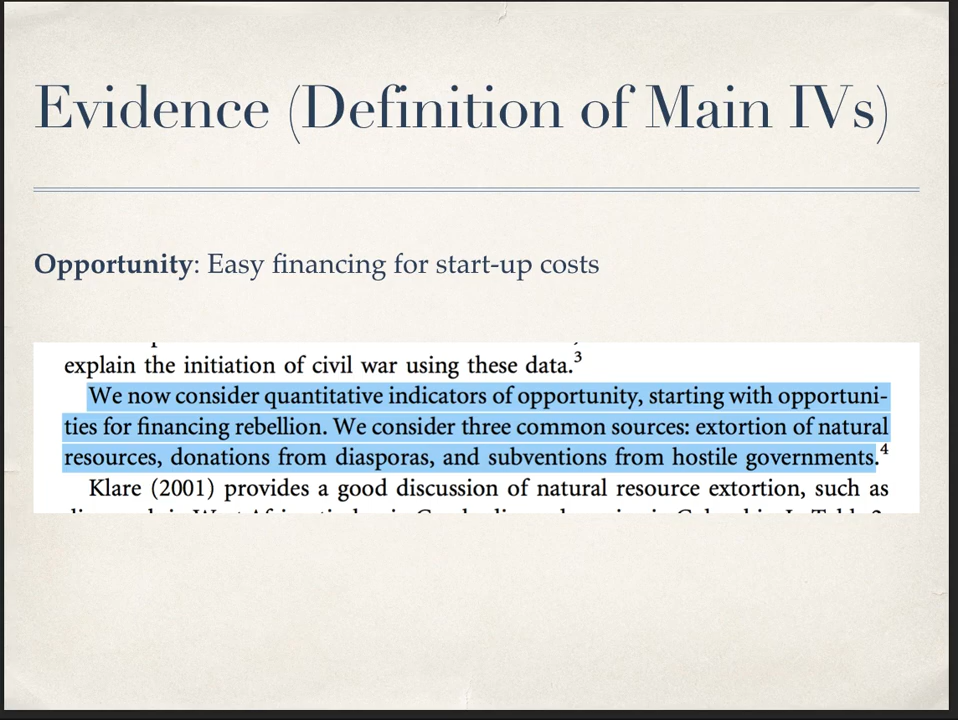 Evidence (Definition of Main IVs)
Opportunity: Easy financing for start-up costs
explain the initiation of civil war using these data.3
We now consider quantitative indicators of opportunity, starting with opportuni-
ties for financing rebellion. We consider three common sources: extortion of natural
resources, donations from diasporas, and subventions from hostile governments.4
Klare (2001) provides a good discussion of natural resource extortion, such as